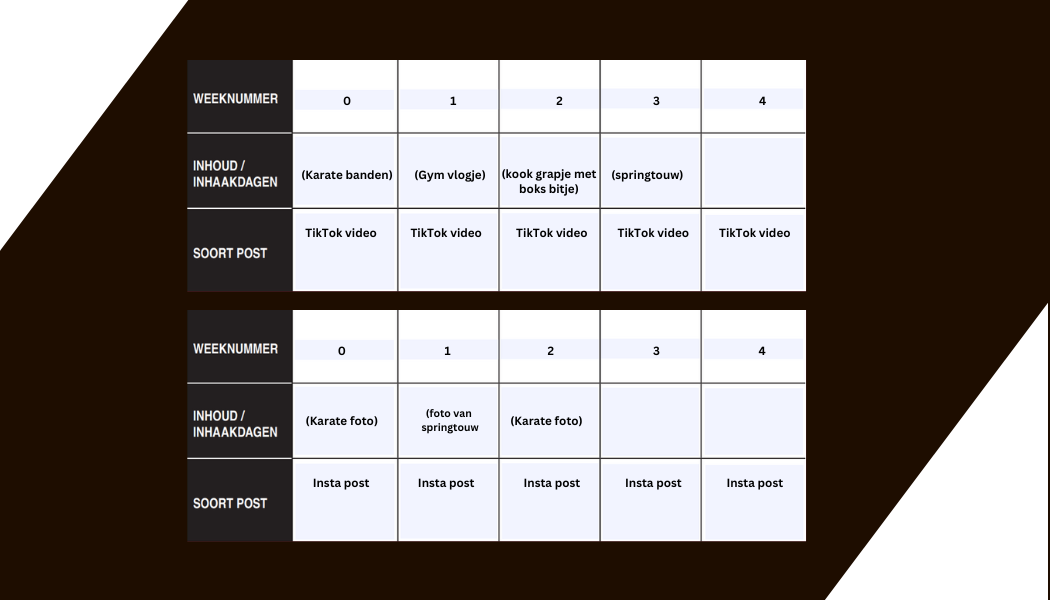 WEEKNUMMER 0 1 2 3 4
INHOUD /
INHAAKDAGEN
(Karate banden) (Gym vlogje) (kook grapje met
boks bitje) (springtouw)
SOORT POST TikTok video TikTok video TikTok video TikTok video TikTok video
WEEKNUMMER 0 1 2 3 4
INHOUD /
INHAAKDAGEN
(Karate foto) (foto van
springtouw (Karate foto)
SOORT POST Insta post Insta post Insta post Insta post Insta post